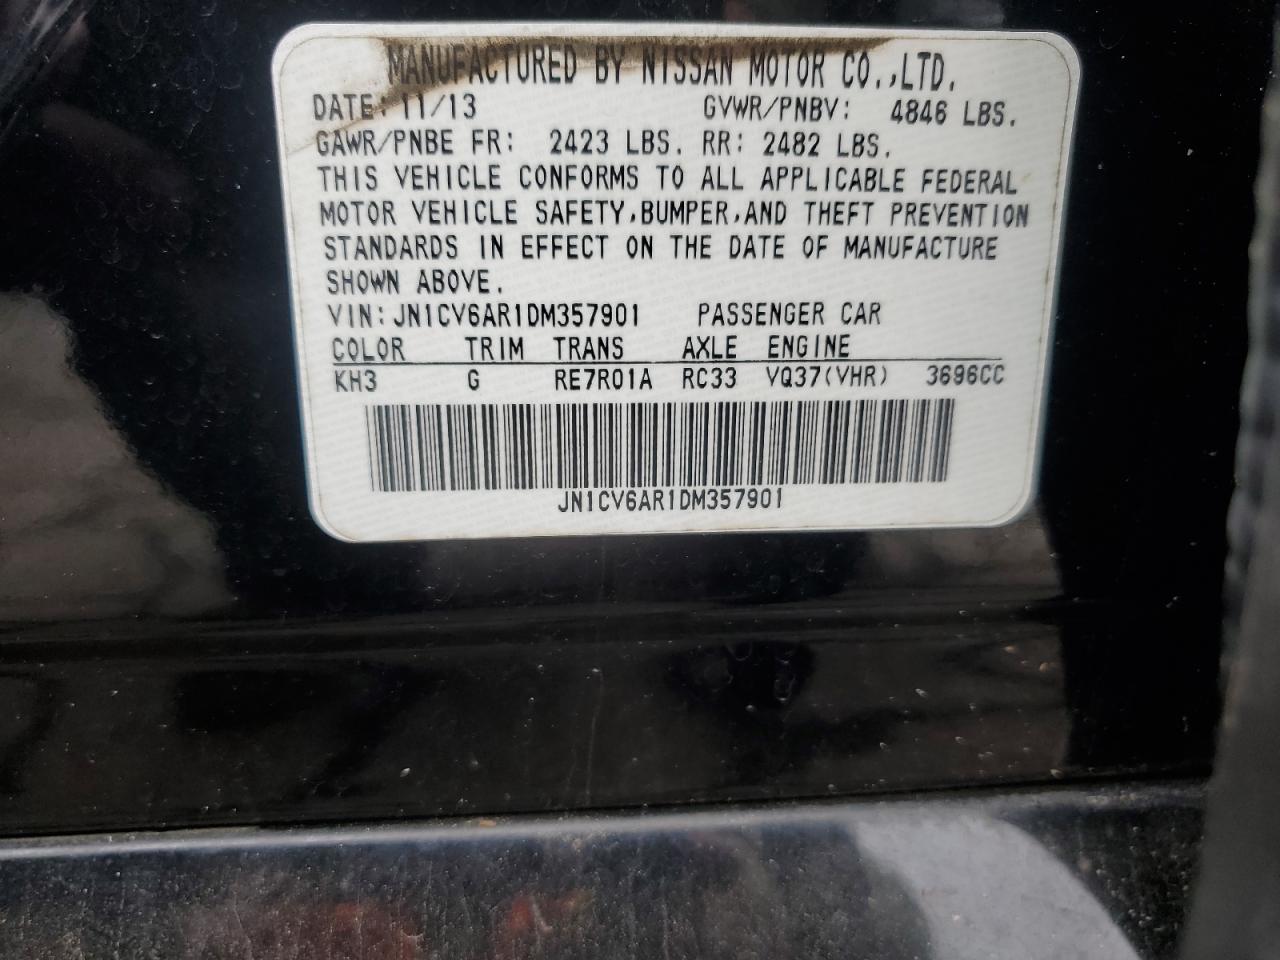 MANUFACTURED BY NISSAN MOTOR CO.,LTD.
DATE: 11/13 GVWR/PNBV: 4846 LBS.
GAWR/PNBE FR: 2423 LBS. RR: 2482 LBS.
THIS VEHICLE CONFORMS TO ALL APPLICABLE FEDERAL
MOTOR VEHICLE SAFETY,BUMPER,AND THEFT PREVENTION
STANDARDS IN EFFECT ON THE DATE OF MANUFACTURE
SHOWN ABOVE.
VIN: JN1CV6AR1DM357901 PASSENGER CAR
COLOR TRIM TRANS AXLE ENGINE
KH3 G RE7R01A RC33 VQ37(VHR) 3696CC
JN1CV6AR1DM357901